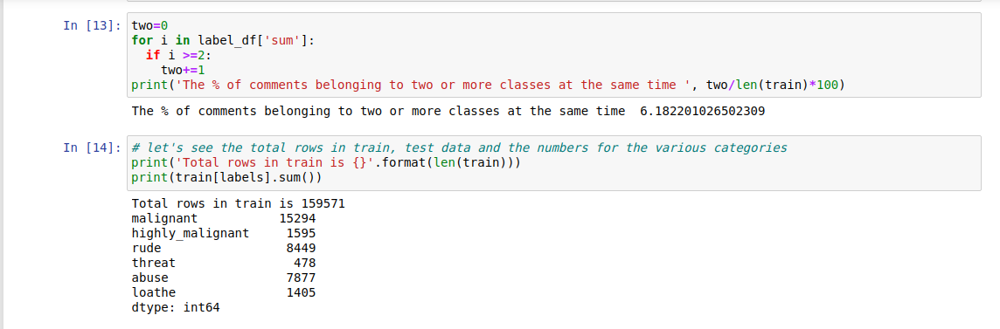 In [13]: two=0
for i in label_df['sum']:
  if i >=2:
    two+=1
print('The % of comments belonging to two or more classes at the same time ', two/len(train)*100)
The % of comments belonging to two or more classes at the same time  6.182201026502309
In [14]: # let's see the total rows in train, test data and the numbers for the various categories
print('Total rows in train is {}'.format(len(train)))
print(train[labels].sum())
Total rows in train is 159571
malignant           15294
highly_malignant     1595
rude                 8449
threat                478
abuse                7877
loathe               1405
dtype: int64